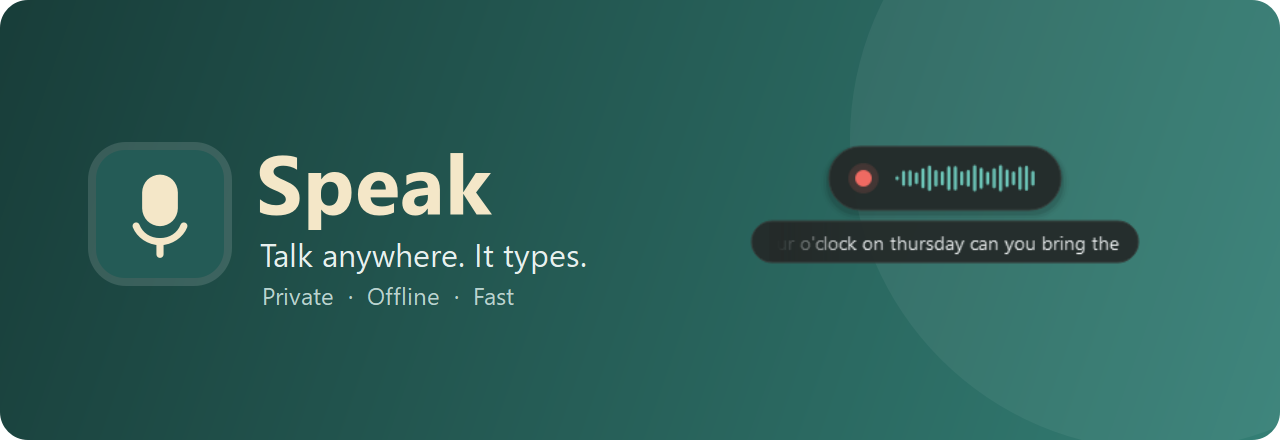 Speak
Talk anywhere. It types.
Private · Offline · Fast
o'clock on thursday can you bring the